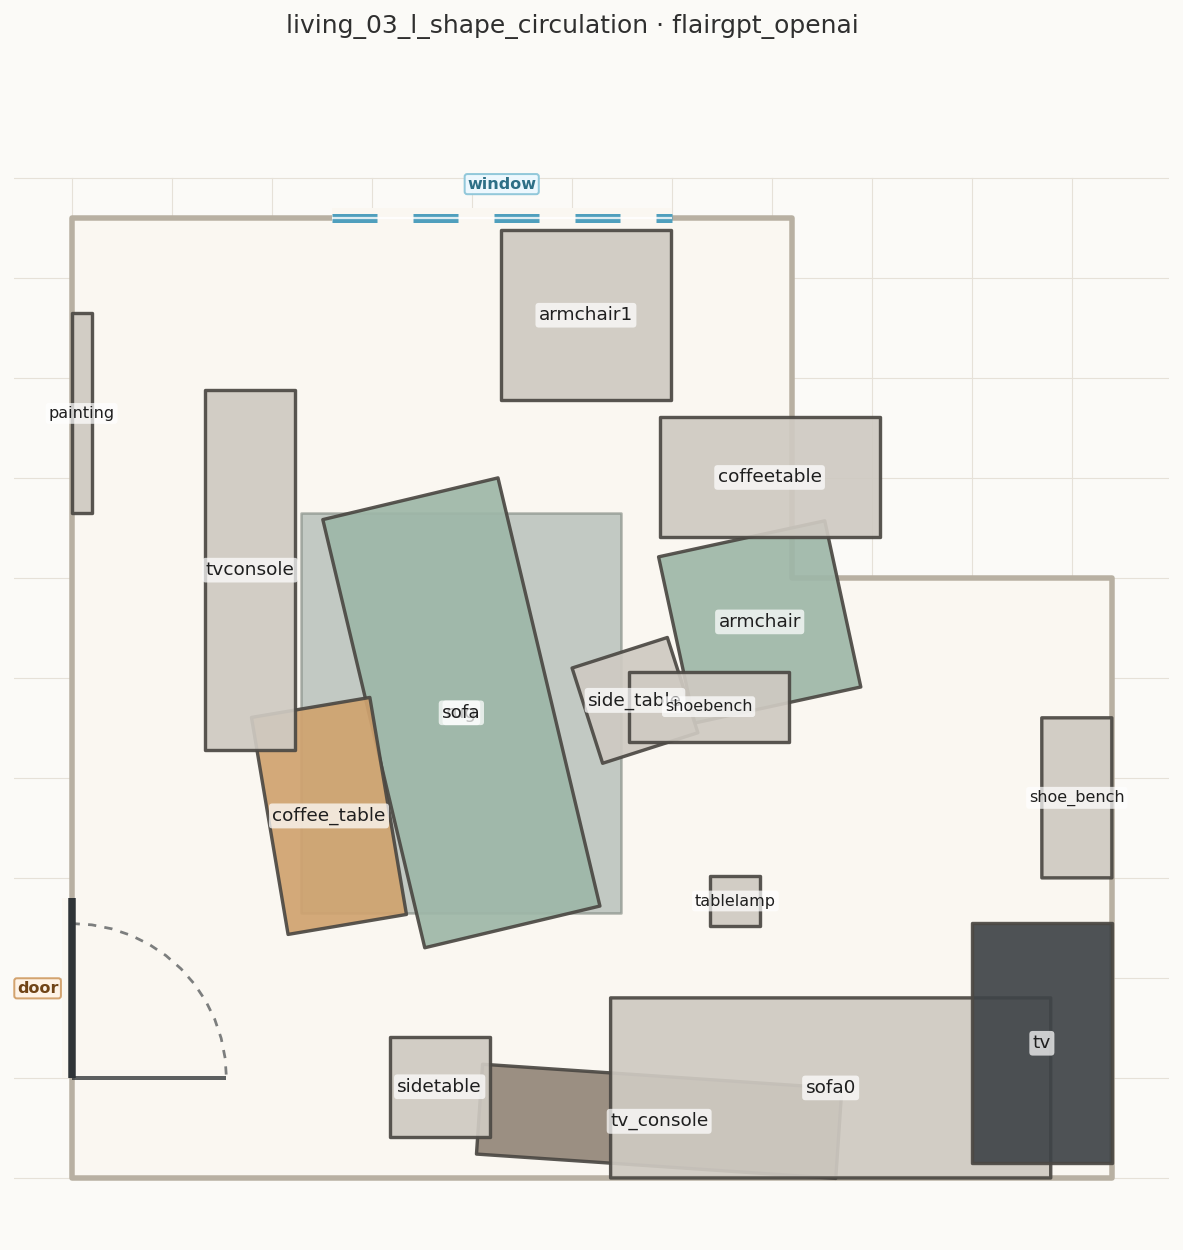 living_03_l_shape_circulation · flairgpt_openai
window
armchair1
painting
coffeetable
tvconsole
armchair
side_table
shoebench
sofa
shoe_bench
coffee_table
tablelamp
door
tv
sidetable
sofa0
tv_console